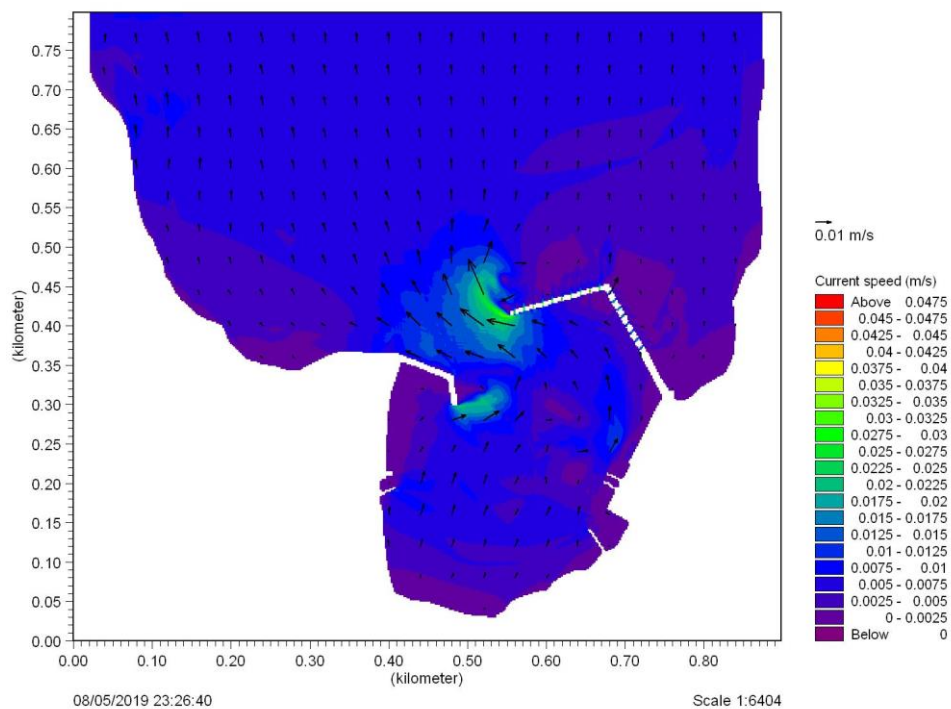 0.75
0.70
0.65
0.60
0.55
0.50
0.45
0.40
0.35
0.30
0.25
0.20
0.15
0.10
0.05
0.00
(kilometer)
0.00 0.10 0.20 0.30 0.40 0.50 0.60 0.70 0.80
(kilometer)
08/05/2019 23:26:40 Scale 1:6404
0.01 m/s
Current speed (m/s)
Above 0.0475
0.045 - 0.0475
0.0425 - 0.045
0.04 - 0.0425
0.0375 - 0.04
0.035 - 0.0375
0.0325 - 0.035
0.03 - 0.0325
0.0275 - 0.03
0.025 - 0.0275
0.0225 - 0.025
0.02 - 0.0225
0.0175 - 0.02
0.015 - 0.0175
0.0125 - 0.015
0.01 - 0.0125
0.0075 - 0.01
0.005 - 0.0075
0.0025 - 0.005
0 - 0.0025
Below 0